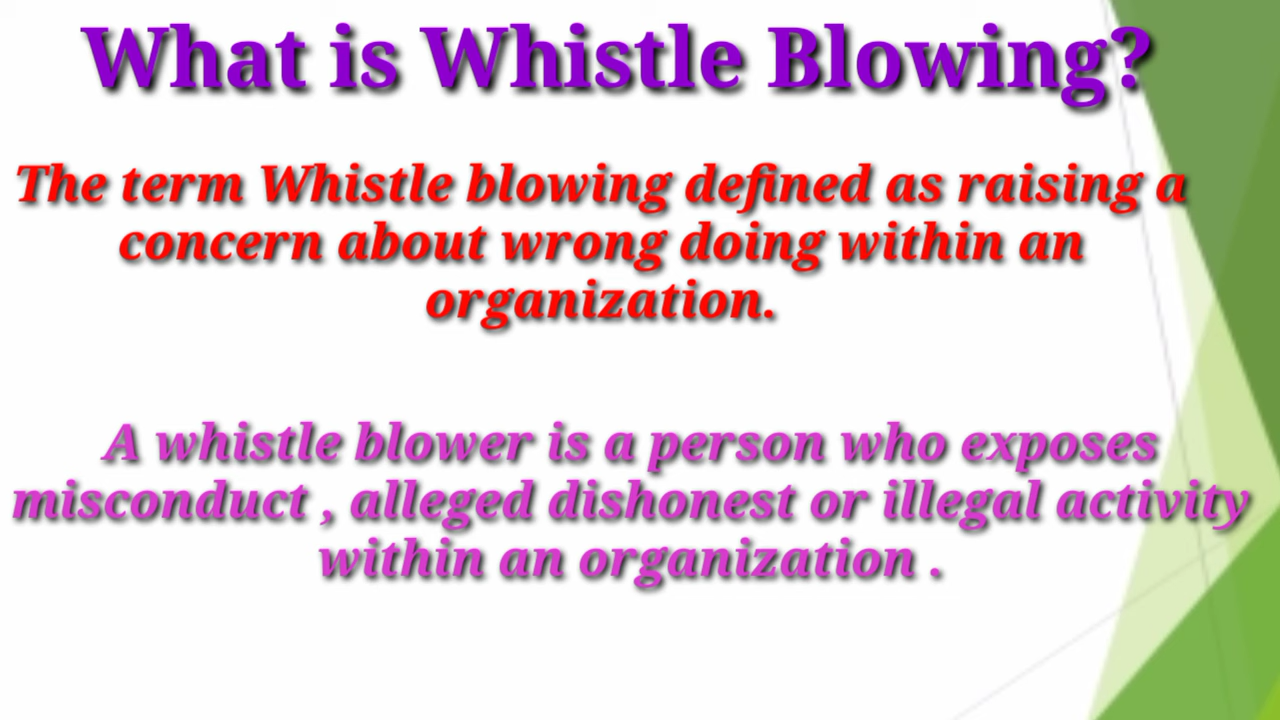 What is Whistle Blowing?
The term Whistle blowing defined as raising a
concern about wrong doing within an
organization.
A whistle blower is a person who exposes
misconduct , alleged dishonest or illegal activity
within an organization .